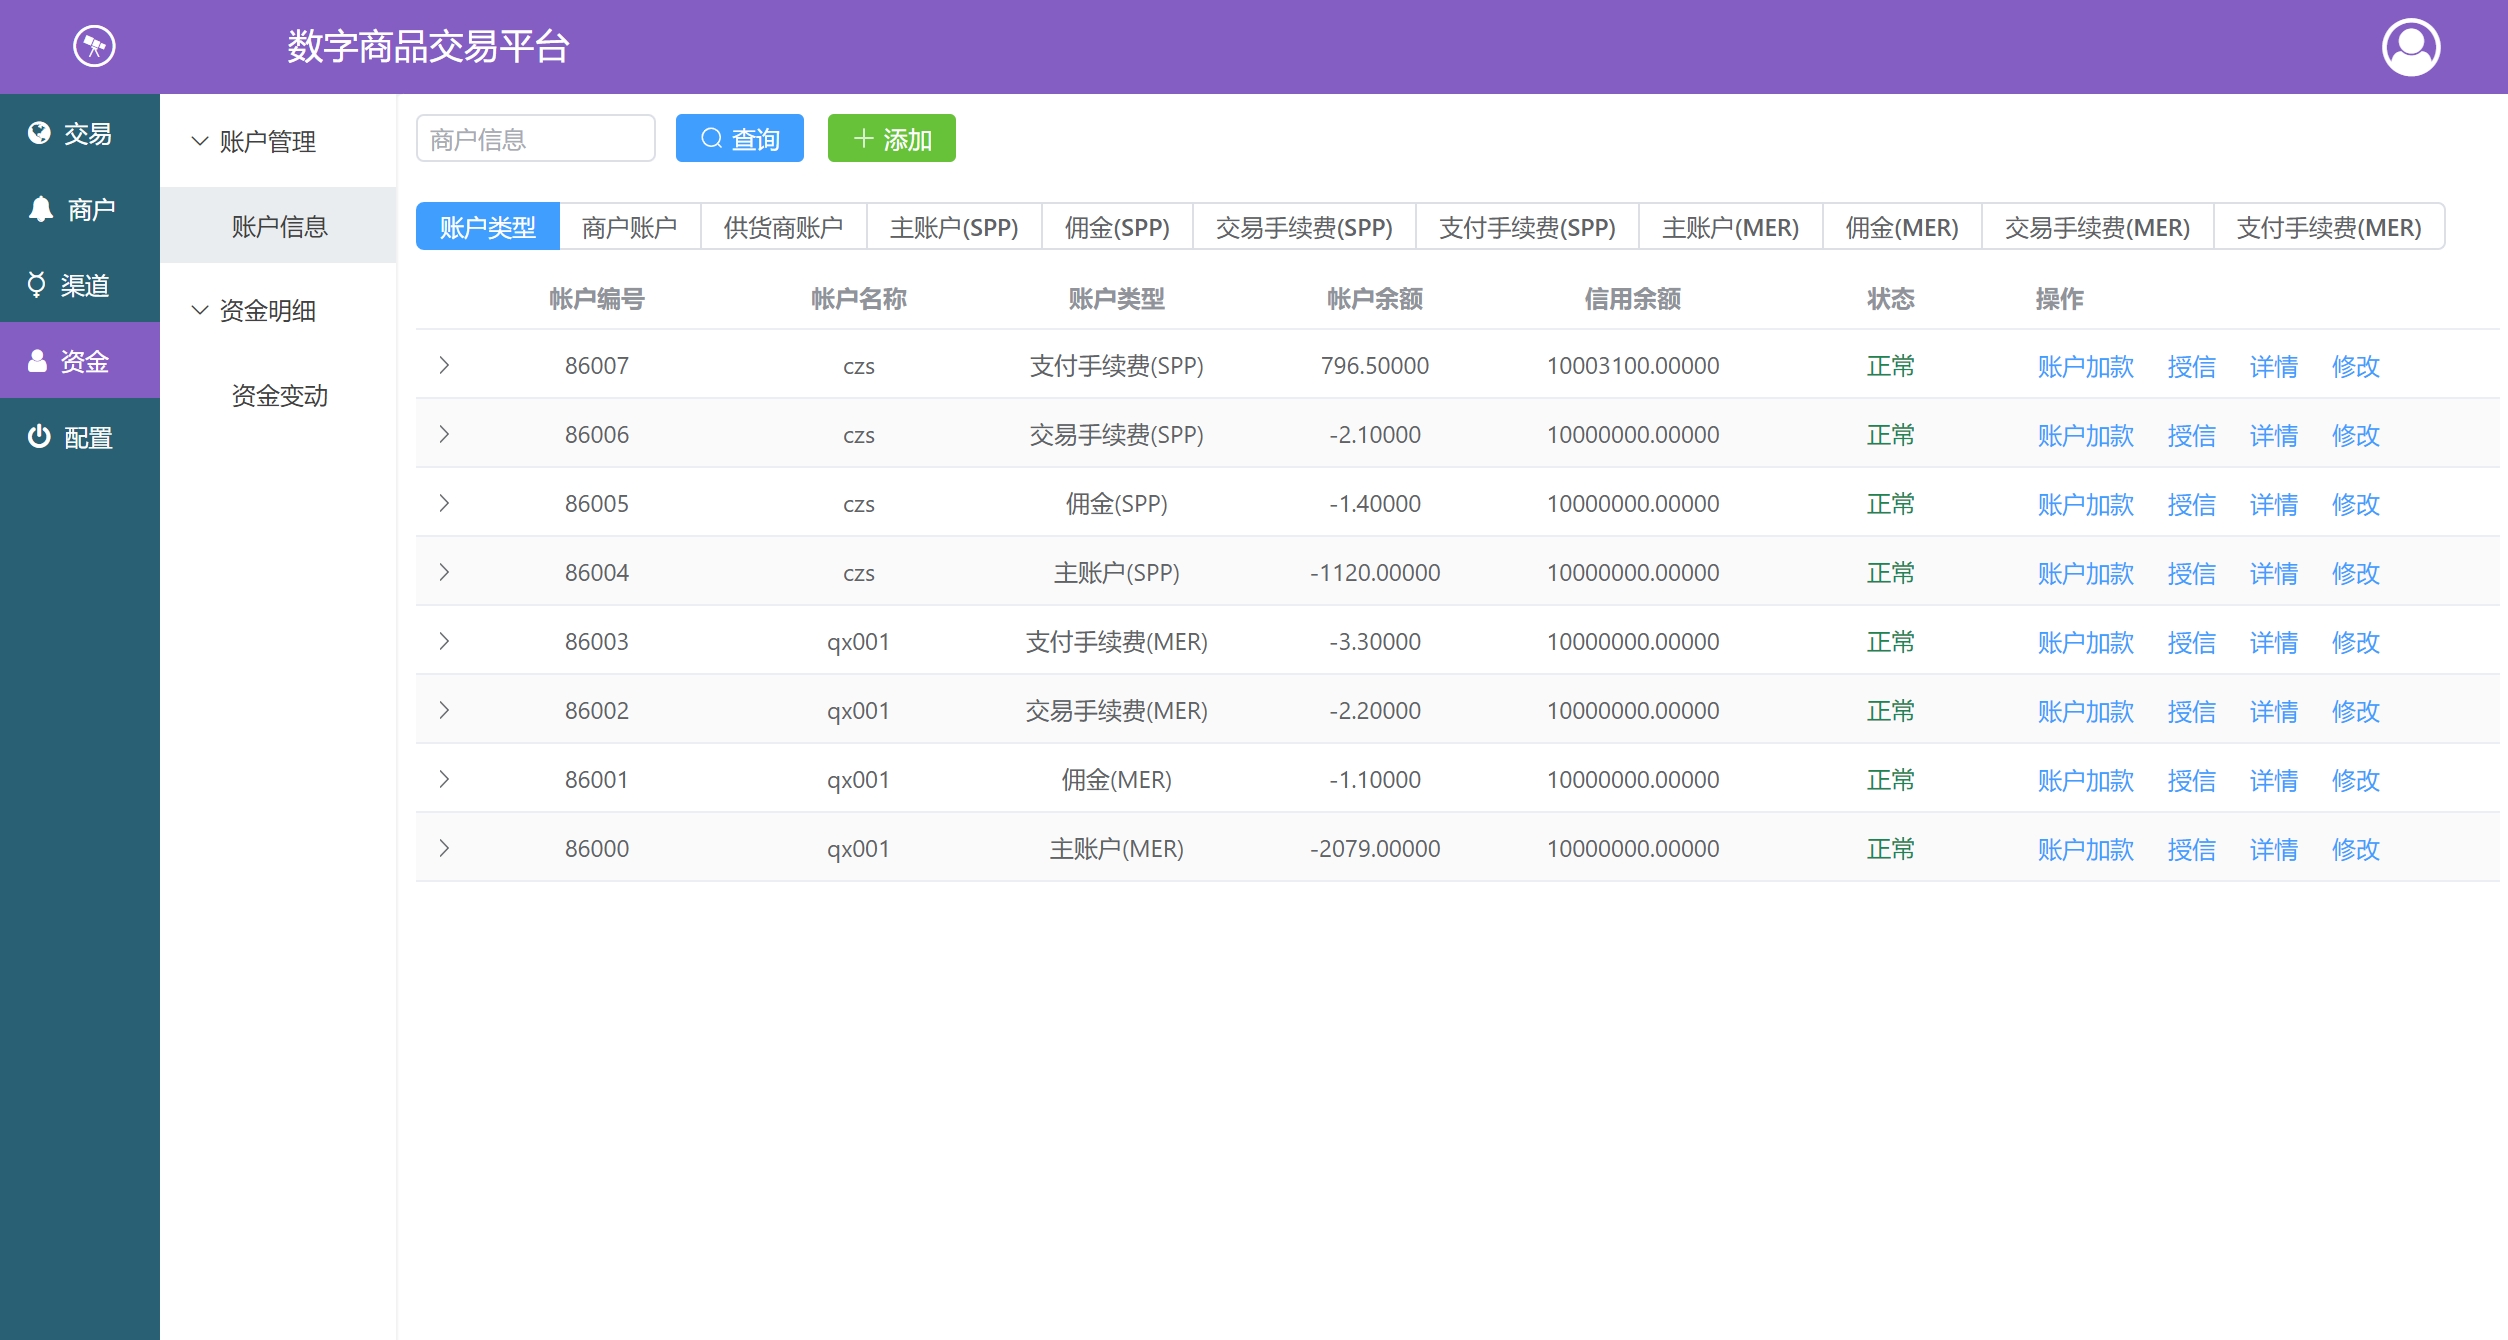 数字商品交易平台
交易
商户
渠道
资金
配置
账户管理
账户信息
资金明细
资金变动
商户信息 查询 添加
账户类型 商户账户 供货商账户 主账户(SPP) 佣金(SPP) 交易手续费(SPP) 支付手续费(SPP) 主账户(MER) 佣金(MER) 交易手续费(MER) 支付手续费(MER)
帐户编号 帐户名称 账户类型 帐户余额 信用余额 状态 操作
86007 czs 支付手续费(SPP) 796.50000 10003100.00000 正常 账户加款 授信 详情 修改
86006 czs 交易手续费(SPP) -2.10000 10000000.00000 正常 账户加款 授信 详情 修改
86005 czs 佣金(SPP) -1.40000 10000000.00000 正常 账户加款 授信 详情 修改
86004 czs 主账户(SPP) -1120.00000 10000000.00000 正常 账户加款 授信 详情 修改
86003 qx001 支付手续费(MER) -3.30000 10000000.00000 正常 账户加款 授信 详情 修改
86002 qx001 交易手续费(MER) -2.20000 10000000.00000 正常 账户加款 授信 详情 修改
86001 qx001 佣金(MER) -1.10000 10000000.00000 正常 账户加款 授信 详情 修改
86000 qx001 主账户(MER) -2079.00000 10000000.00000 正常 账户加款 授信 详情 修改